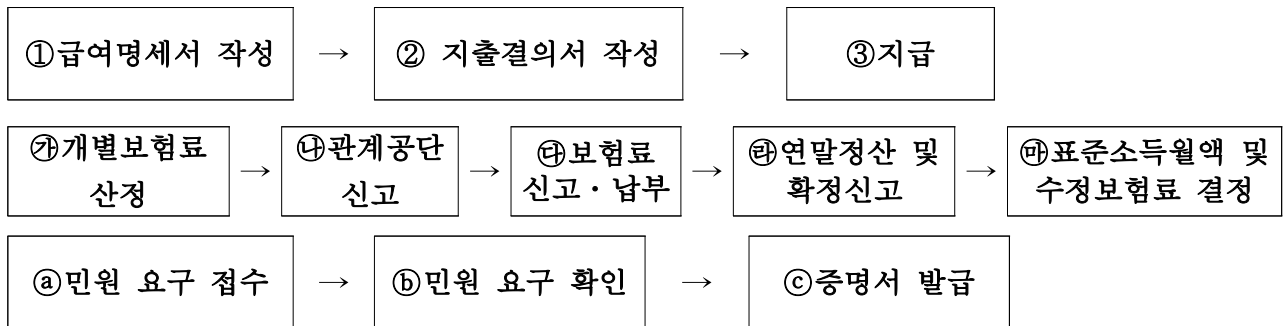 ①급여명세서 작성 → ② 지출결의서 작성 → ③지급
㉮개별보험료 산정 → ㉯관계공단 신고 → ㉰보험료 신고·납부 → ㉱연말정산 및 확정신고 → ㉲표준소득월액 및 수정보험료 결정
ⓐ민원 요구 접수 → ⓑ민원 요구 확인 → ⓒ증명서 발급